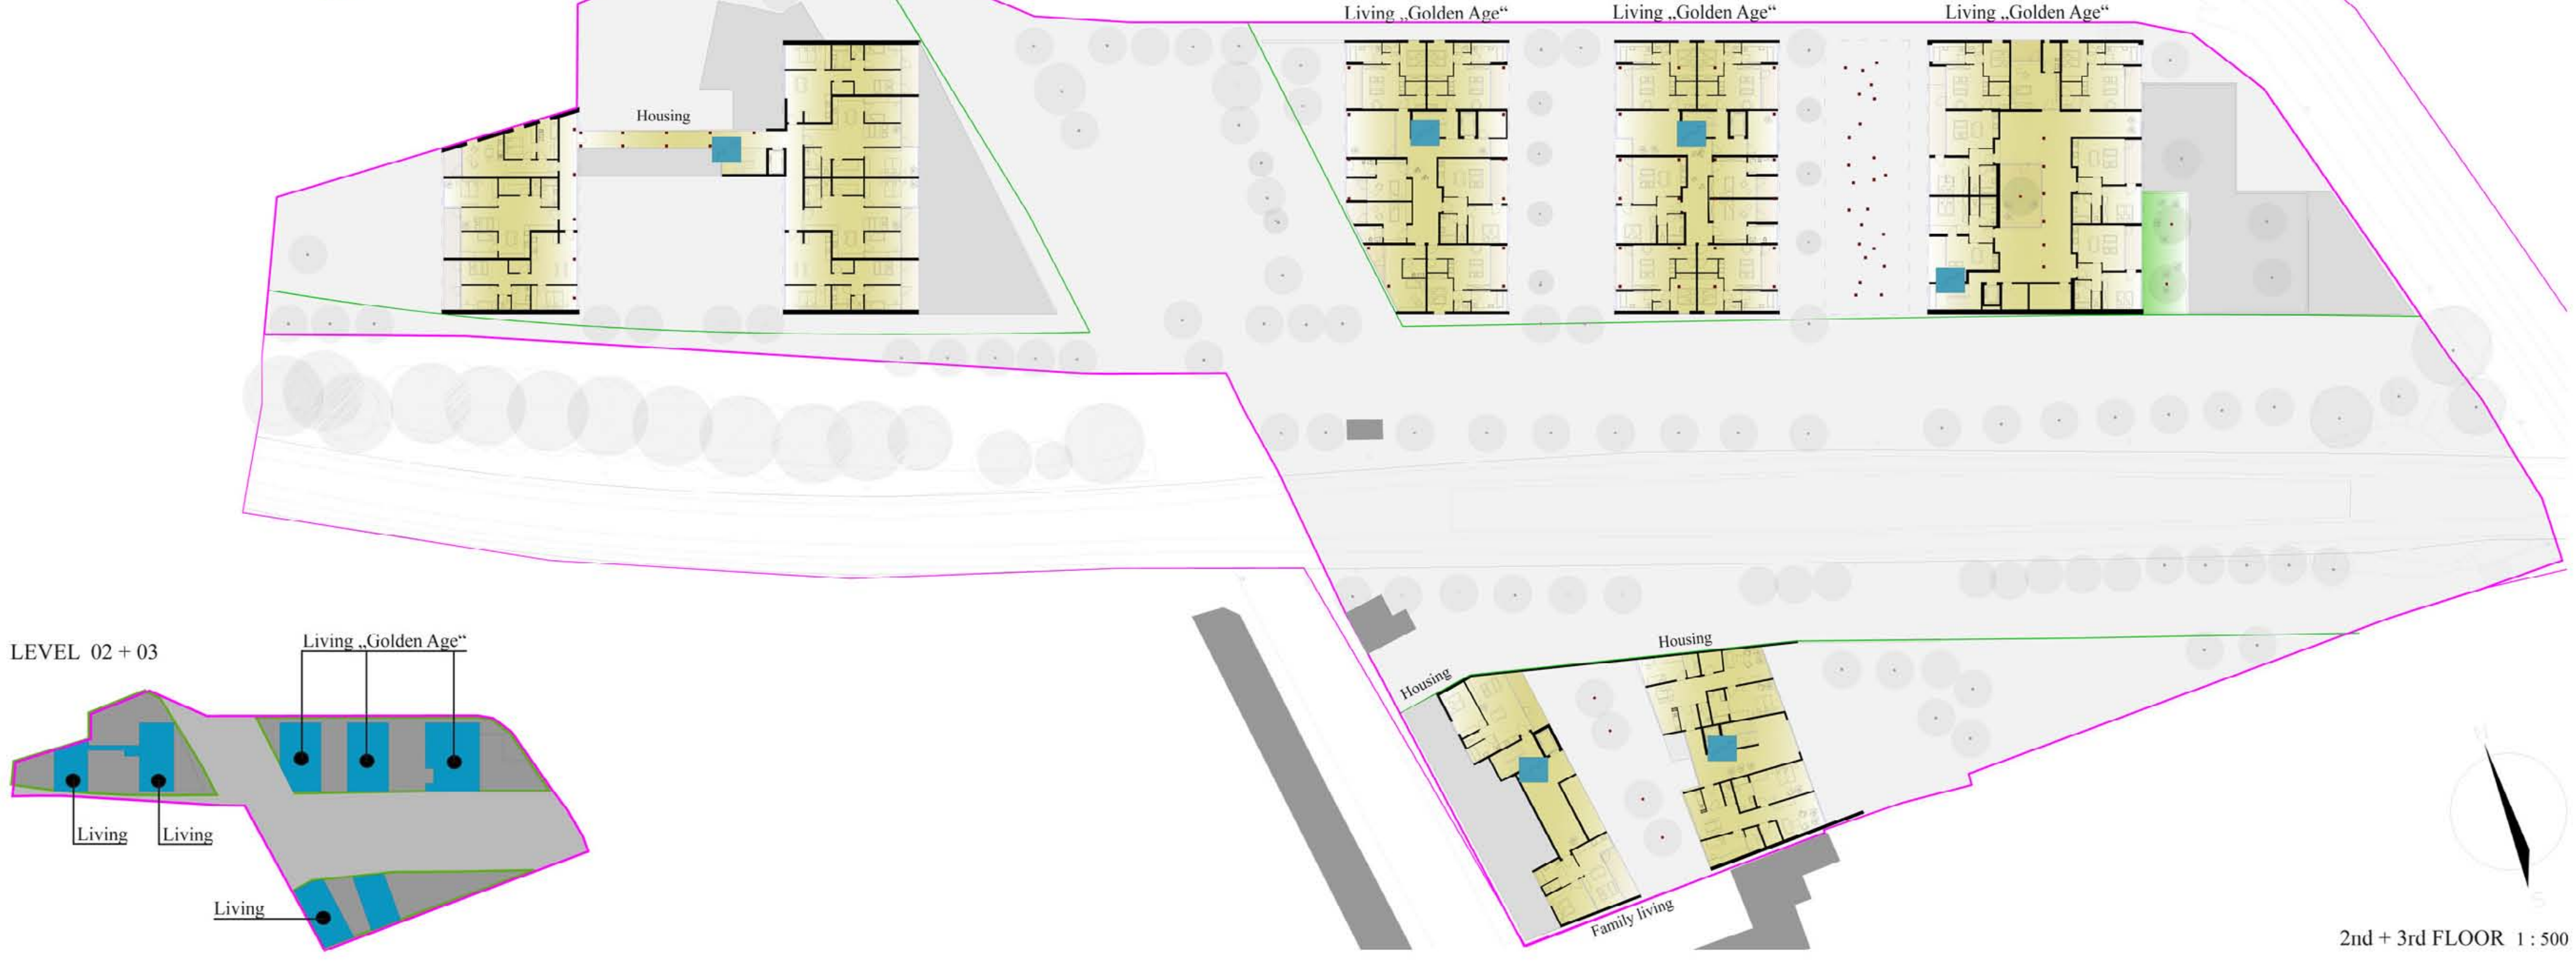 Living „Golden Age“
Living „Golden Age“
Living „Golden Age“
Housing
LEVEL 02 + 03
Living „Golden Age“
Living
Living
Living
Housing
Housing
Family living
N
S
2nd + 3rd FLOOR 1 : 500